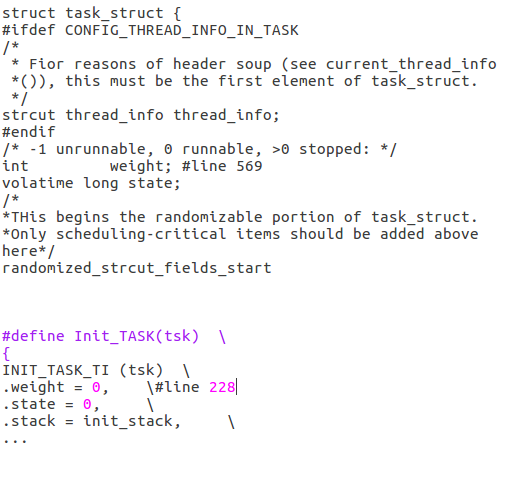 struct task_struct {
#ifdef CONFIG_THREAD_INFO_IN_TASK
/*
 * Fior reasons of header soup (see current_thread_info
 *()), this must be the first element of task_struct.
 */
strcut thread_info thread_info;
#endif
/* -1 unrunnable, 0 runnable, >0 stopped: */
int         weight; #line 569
volatime long state;
/*
*THis begins the randomizable portion of task_struct.
*Only scheduling-critical items should be added above
here*/
randomized_strcut_fields_start
#define Init_TASK(tsk)  \
{
INIT_TASK_TI (tsk)  \
.weight = 0,    \#line 228
.state = 0,     \
.stack = init_stack,     \
...